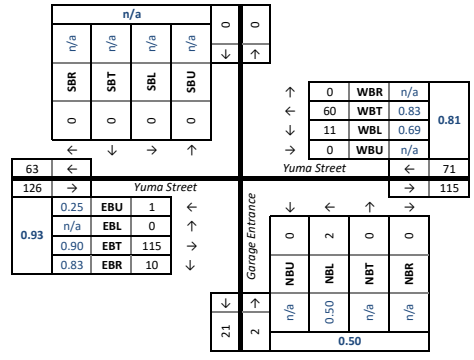 n/a
0 0
n/a n/a n/a n/a
↓ ↑
SBR SBT SBL SBU
0 0 0 0
← ↓ → ↑
↑ 0 WBR n/a
← 60 WBT 0.83
↓ 11 WBL 0.69
→ 0 WBU n/a
0.81
63 ←
Yuma Street ← 71
126 → Yuma Street
→ 115
0.93
0.25 EBU 1 ←
n/a EBL 0 ↑
0.90 EBT 115 →
0.83 EBR 10 ↓
Garage Entrance
↓ ← ↑ →
0 2 0 0
NBU NBL NBT NBR
n/a 0.50 n/a n/a
0.50
↓ ↑
21 2